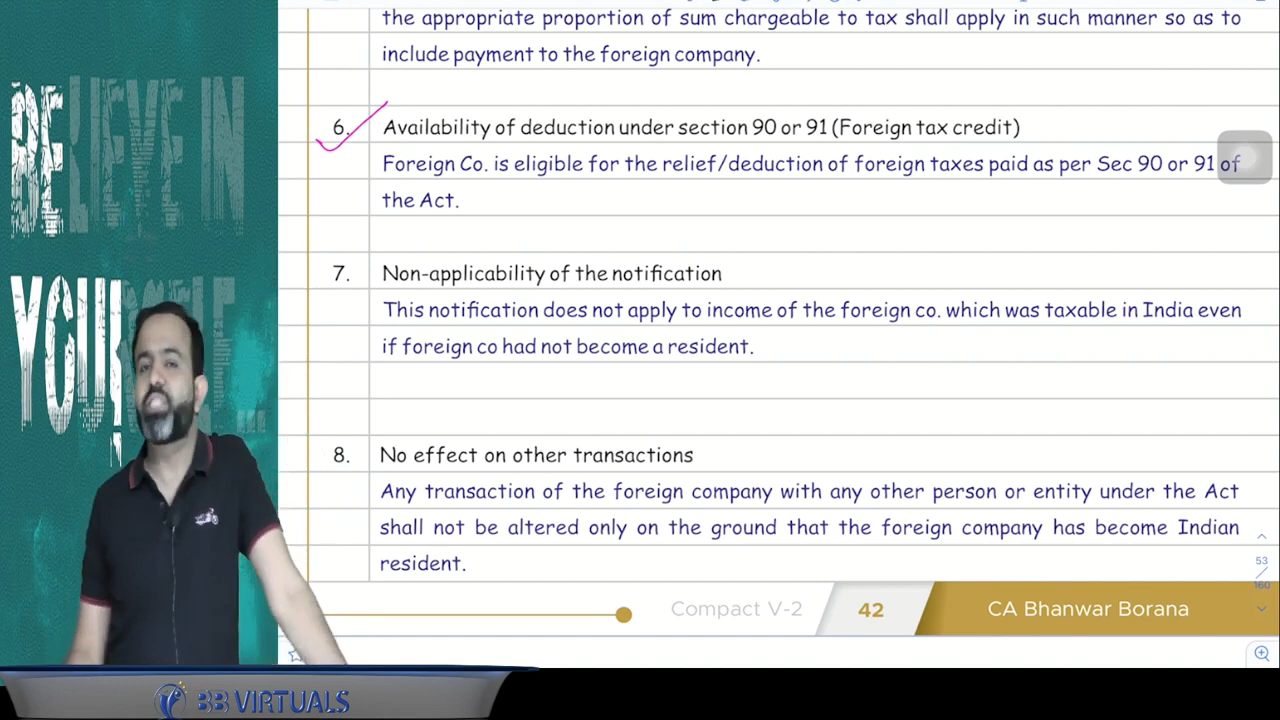 the appropriate proportion of sum chargeable to tax shall apply in such manner so as to
include payment to the foreign company.
6. Availability of deduction under section 90 or 91 (Foreign tax credit)
Foreign Co. is eligible for the relief/deduction of foreign taxes paid as per Sec 90 or 91 of
the Act.
7. Non-applicability of the notification
This notification does not apply to income of the foreign co. which was taxable in India even
if foreign co had not become a resident.
8. No effect on other transactions
Any transaction of the foreign company with any other person or entity under the Act
shall not be altered only on the ground that the foreign company has become Indian
resident.
53
/
160
Compact V-2 42 CA Bhanwar Borana
BELIEVE IN
BB VIRTUALS